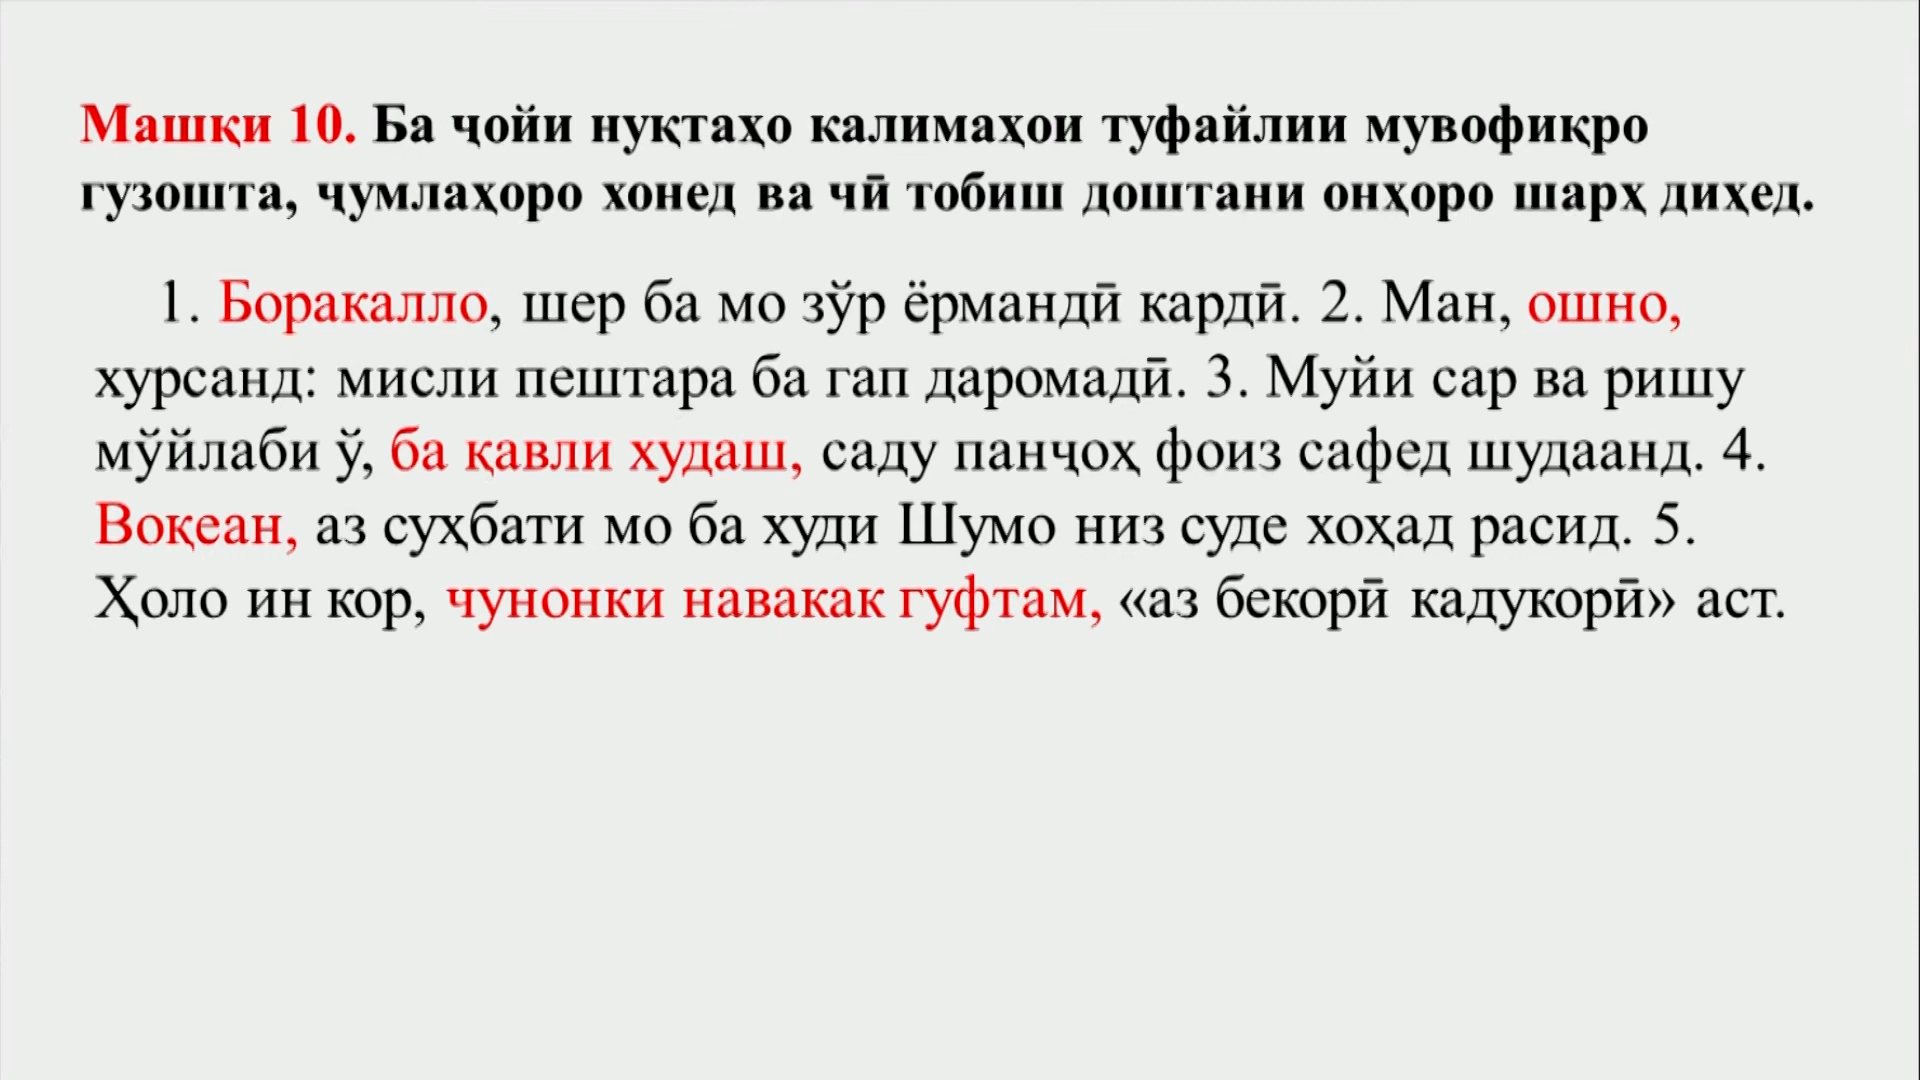 Машқи 10. Ба ҷойи нуқтаҳо калимаҳои туфайлии мувофиқро
гузошта, ҷумлаҳоро хонед ва чӣ тобиш доштани онҳоро шарҳ диҳед.
1. Боракалло, шер ба мо зӯр ёрмандӣ кардӣ. 2. Ман, ошно,
хурсанд: мисли пештара ба гап даромадӣ. 3. Муйи сар ва ришу
мӯйлаби ӯ, ба қавли худаш, саду панҷоҳ фоиз сафед шудаанд. 4.
Воқеан, аз суҳбати мо ба худи Шумо низ суде хоҳад расид. 5.
Ҳоло ин кор, чунонки навакак гуфтам, «аз бекорӣ кадукорӣ» аст.